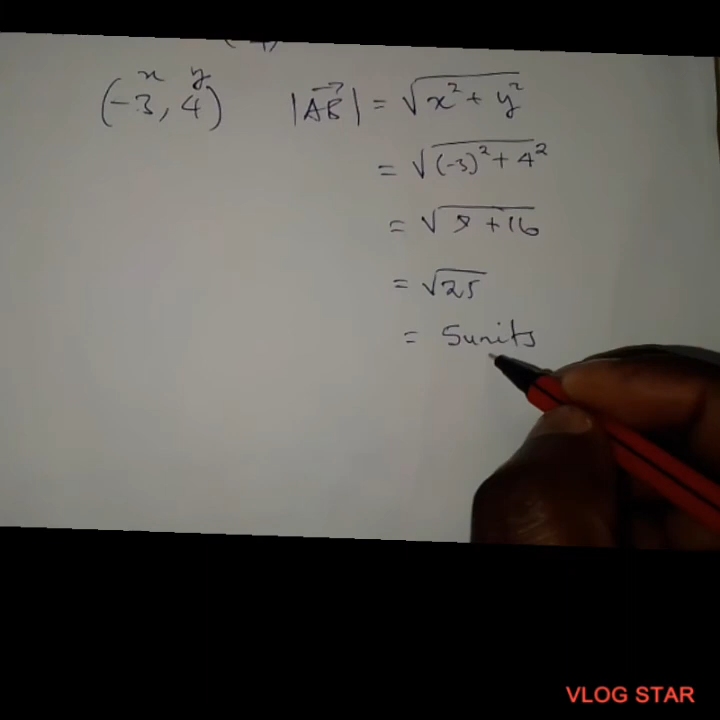 x y
(-3, 4) |AB| = √x² + y²
= √(-3)² + 4²
= √9 + 16
= √25
= 5units
VLOG STAR